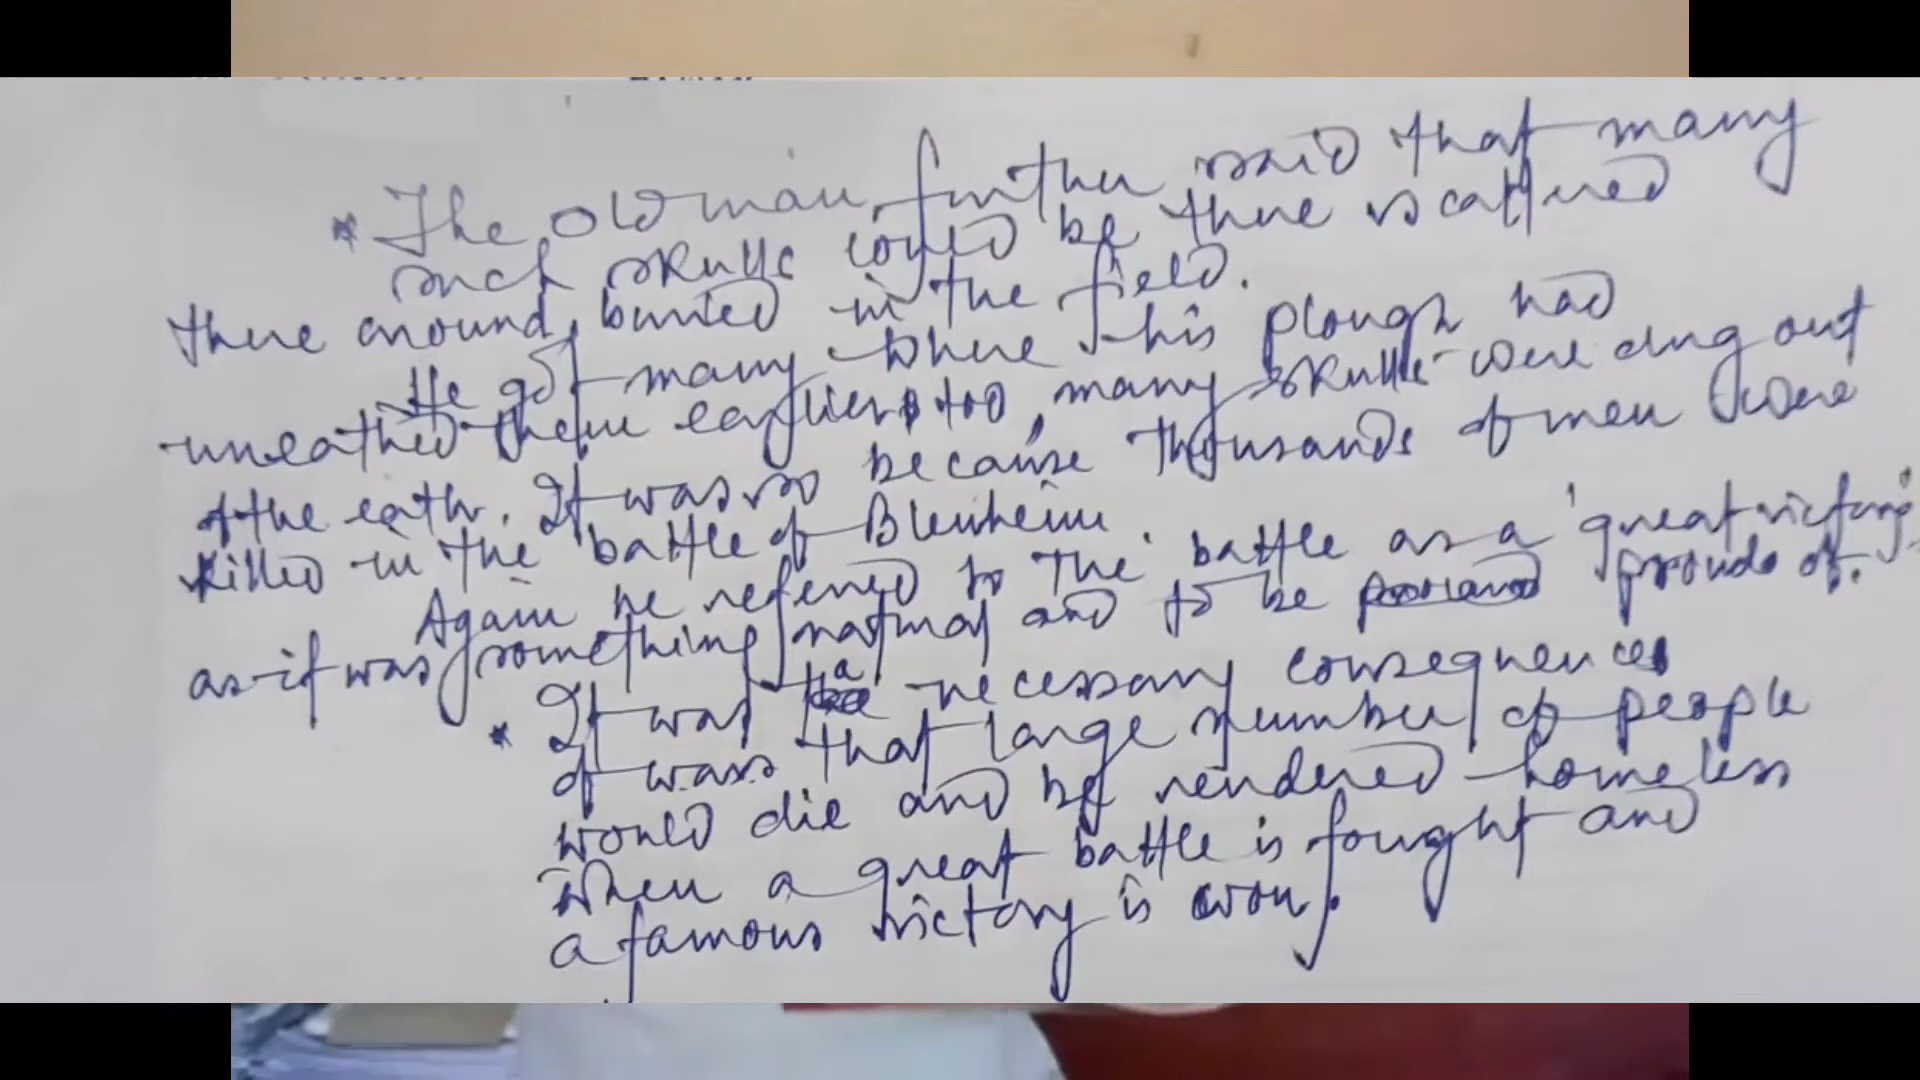 * The old man further said that many
such skulls could be there scattered
there around, buried in the field.
He got many where his plough had
uneathed them earlier too, many skulls were dug out
of the eath. It was so because thousands of men were
killed in the battle of Blenheim.
Again he referred to the battle as a 'great victory'
as it was something natural and to be prouds of.
* It was a necessary consequences
of wars that large number of people
would die and be rendered homeless
when a great battle is fought and
a famous victory is won.